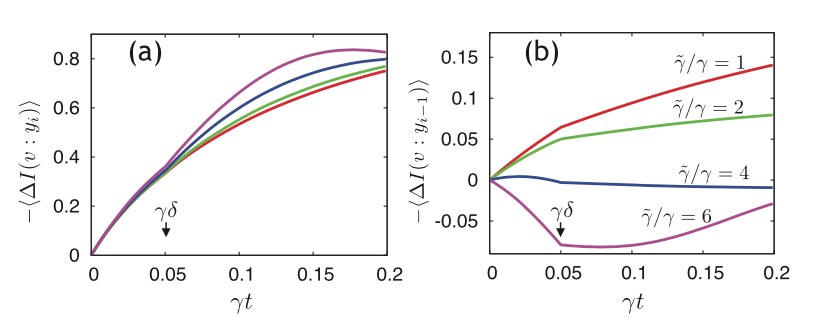 (a)
0.8
0.6
0.4
0.2
0
−⟨ΔI(v : y_i)⟩
γδ
0 0.05 0.1 0.15 0.2
γt
(b)
0.15
0.1
0.05
0
-0.05
−⟨ΔI(v : y_{i−1})⟩
γ̃/γ = 1
γ̃/γ = 2
γ̃/γ = 4
γ̃/γ = 6
γδ
0 0.05 0.1 0.15 0.2
γt